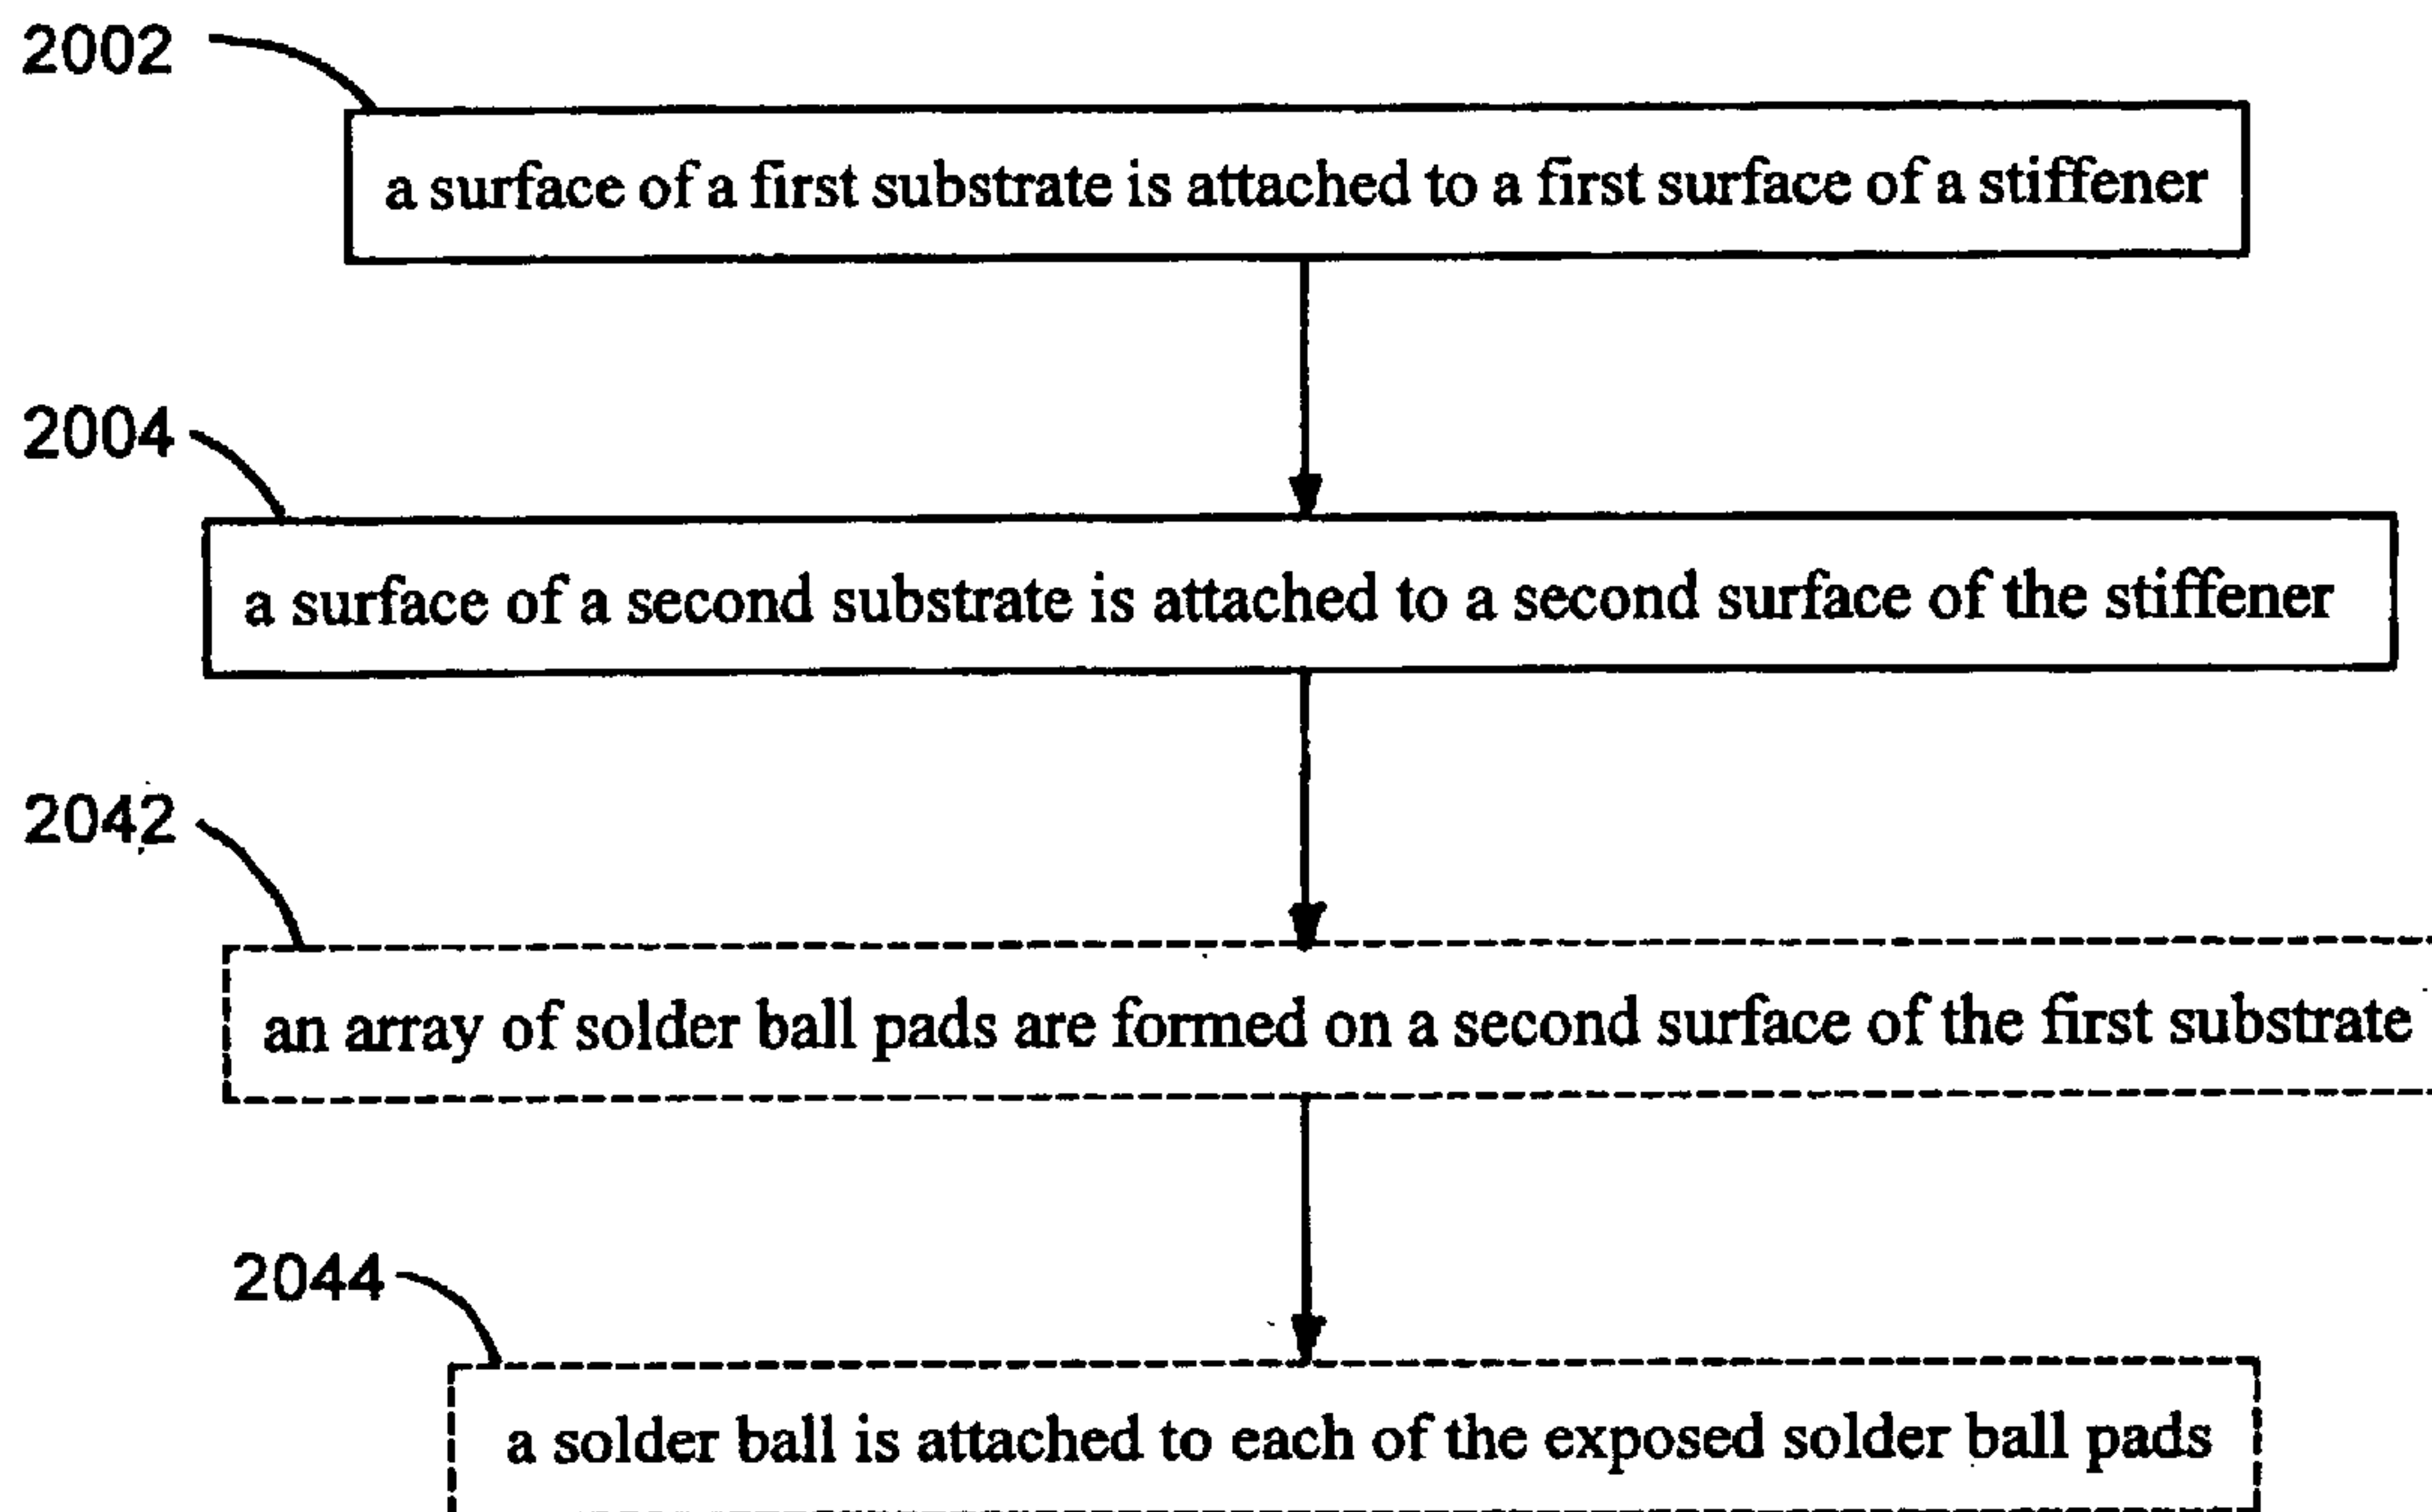 2002
a surface of a first substrate is attached to a first surface of a stiffener
2004
a surface of a second substrate is attached to a second surface of the stiffener
2042
an array of solder ball pads are formed on a second surface of the first substrate
2044
a solder ball is attached to each of the exposed solder ball pads